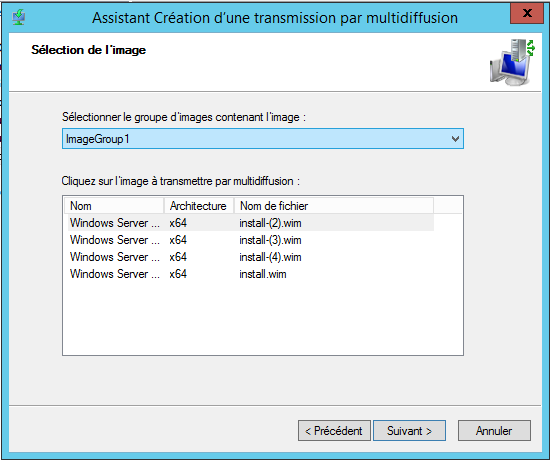 Assistant Création d'une transmission par multidiffusion
x
Sélection de l'image
Sélectionner le groupe d'images contenant l'image :
ImageGroup1
Cliquez sur l'image à transmettre par multidiffusion :
Nom Architecture Nom de fichier
Windows Server ... x64 install-(2).wim
Windows Server ... x64 install-(3).wim
Windows Server ... x64 install-(4).wim
Windows Server ... x64 install.wim
< Précédent Suivant > Annuler